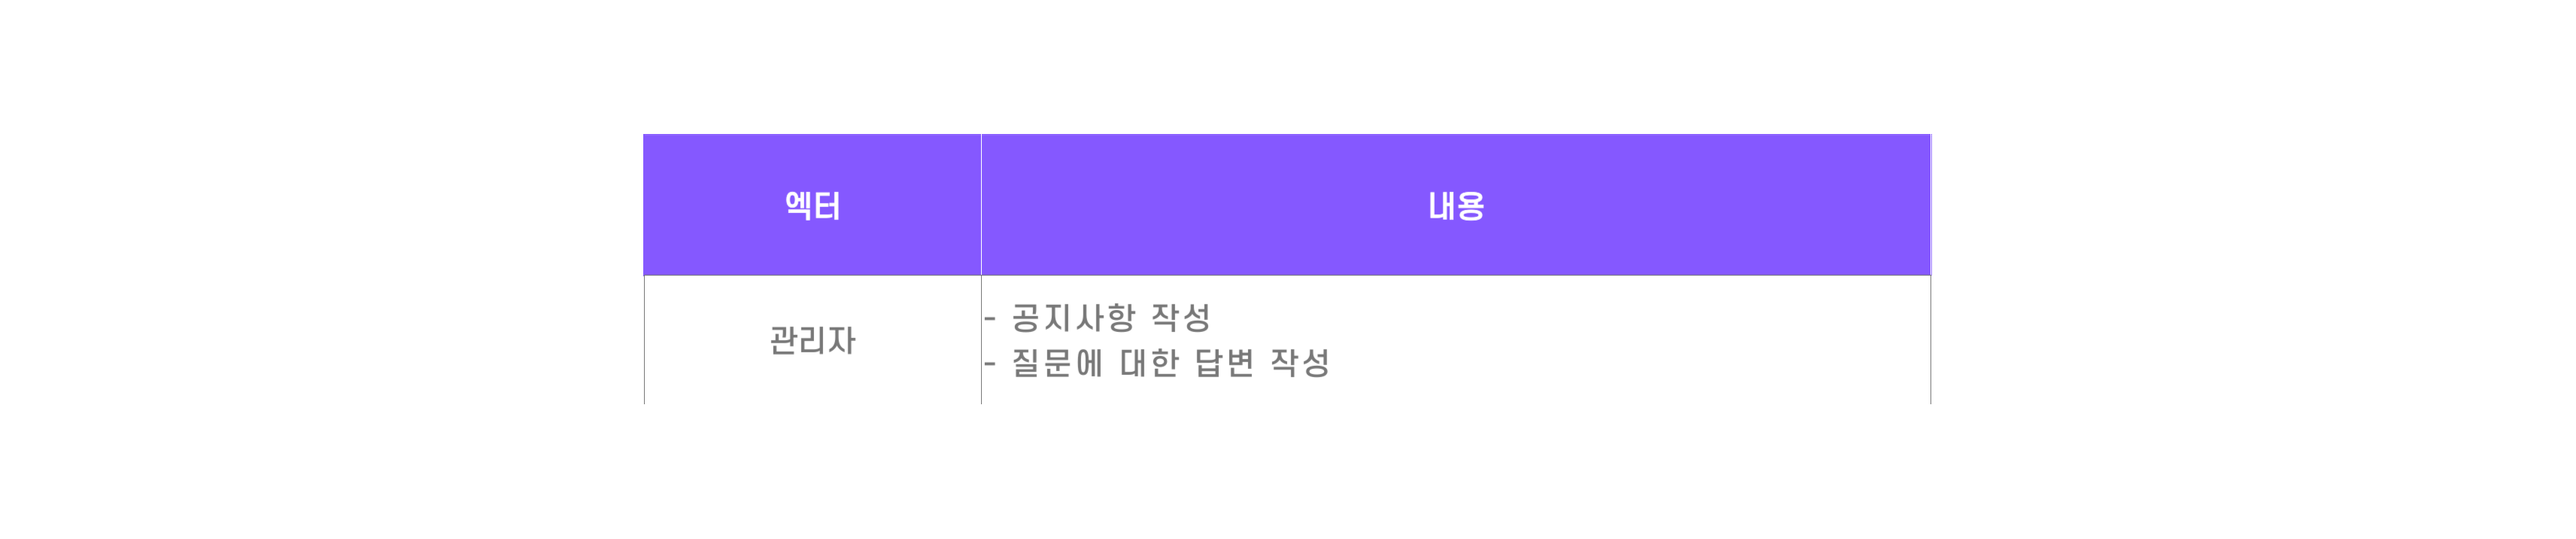 엑터
내용
관리자
- 공지사항 작성
- 질문에 대한 답변 작성